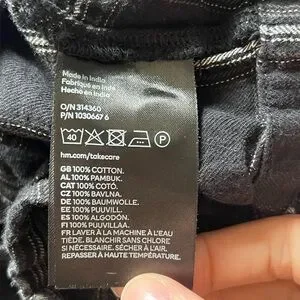 Made in India
Fabriqué en Inde
Hecho en India
O/N 314360
P/N 1030667 6
40
P
hm.com/takecare
GB 100% COTTON.
AL 100% PAMBUK.
CAT 100% COTÓ.
CZ 100% BAVLNA.
DE 100% BAUMWOLLE.
EE 100% PUUVILL.
ES 100% ALGODÓN.
FI 100% PUUVILLAA.
FR LAVER À LA MACHINE À L'EAU
TIÈDE. BLANCHIR SANS CHLORE
SI NÉCESSAIRE. SÉCHER À L'AIR.
REPASSER À HAUTE TEMPÉRATURE.